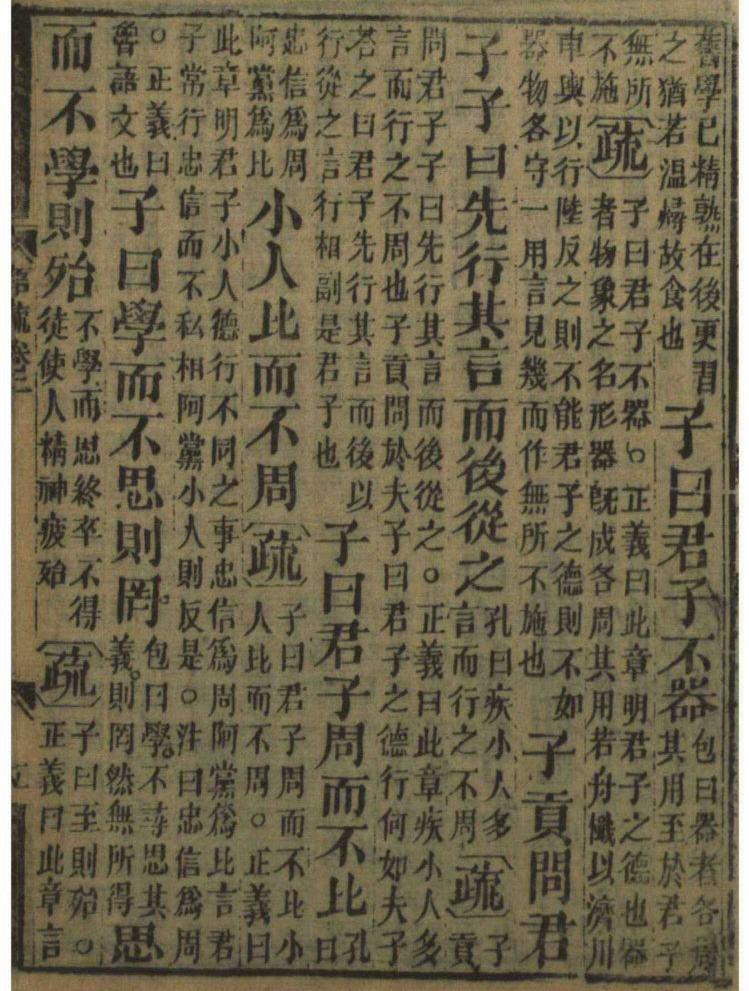 舊學已精熟在後更習
之猶若溫燖故食也
子曰君子不器
包曰器者各周
其用至於君子
無所
不施
疏
子曰君子不器○正義曰此章明君子之德也器
者物象之名形器旣成各周其用若舟檝以濟川
車輿以行陸反之則不能君子之德則不如
器物各守一用言見幾而作無所不施也
子貢問君
子子曰先行其言而後從之
孔曰疾小人多
言而行之不周
疏
子
貢
問君子子曰先行其言而後從之○正義曰此章疾小人多
言而行之不周也子貢問於夫子曰君子之德行何如夫子
荅之曰君子先行其言而後以
行從之言行相副是君子也
子曰君子周而不比
孔
曰
忠信爲周
阿黨爲比
小人比而不周
疏
子曰君子周而不比小
人比而不周○正義曰
此章明君子小人德行不同之事忠信爲周阿黨爲比言君
子常行忠信而不私相阿黨小人則反是○注曰忠信爲周
○正義曰
魯語文也
子曰學而不思則罔
包曰學不尋思其
義則罔然無所得
思
而不學則殆
不學而思終卒不得
徒使人精神疲殆
疏
子曰至則殆○
正義曰此章言
疏卷二